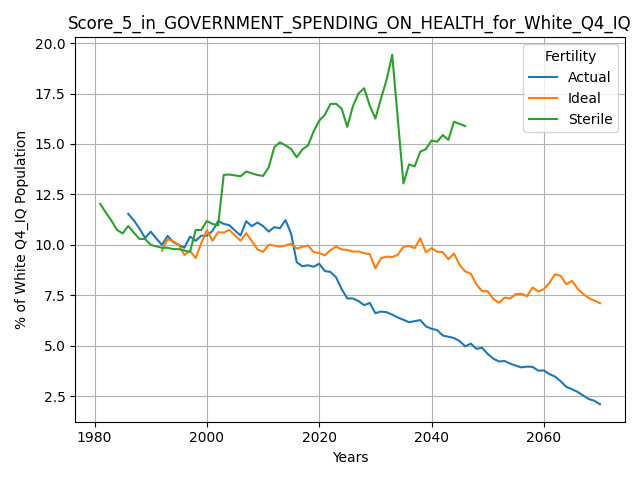 Score_5_in_GOVERNMENT_SPENDING_ON_HEALTH_for_White_Q4_IQ
% of White Q4_IQ Population
20.0
17.5
15.0
12.5
10.0
7.5
5.0
2.5
Fertility
Actual
Ideal
Sterile
1980
2000
2020
2040
2060
Years